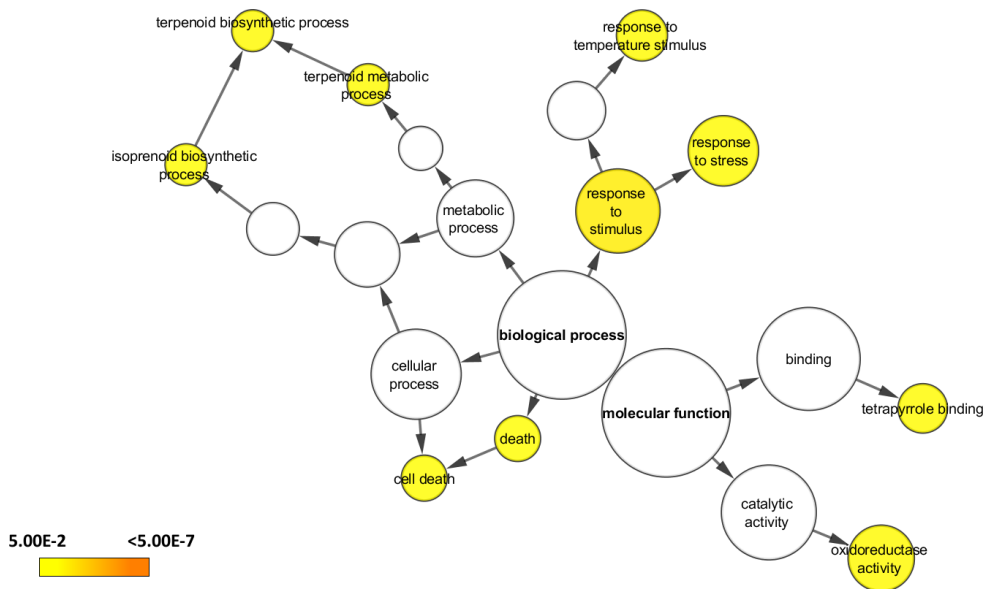 terpenoid biosynthetic process
response to
temperature stimulus
terpenoid metabolic
process
response
to stress
isoprenoid biosynthetic
process
response
to
stimulus
metabolic
process
biological process
binding
cellular
process
molecular function
tetrapyrrole binding
death
cell death
catalytic
activity
oxidoreductase
activity
5.00E-2 <5.00E-7